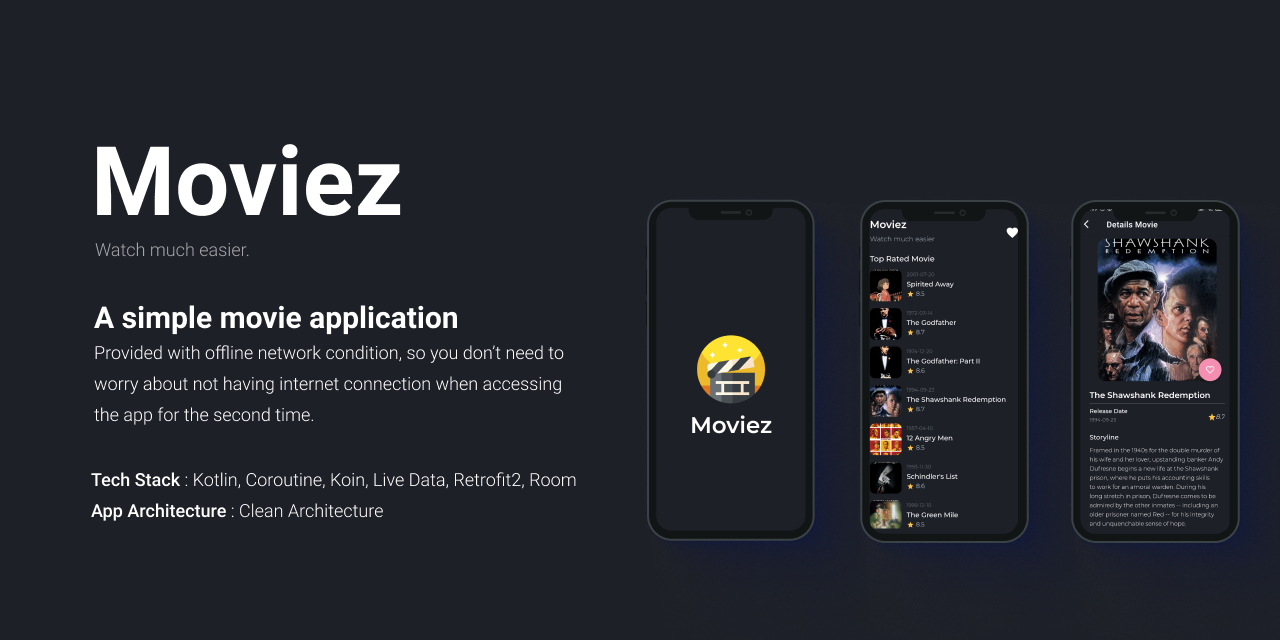 Moviez
Watch much easier.
A simple movie application
Provided with offline network condition, so you don't need to
worry about not having internet connection when accessing
the app for the second time.
Tech Stack : Kotlin, Coroutine, Koin, Live Data, Retrofit2, Room
App Architecture : Clean Architecture
Moviez
Moviez
Watch much easier
Top Rated Movie
2001-07-20
Spirited Away
8.5
1972-03-14
The Godfather
8.7
1974-12-20
The Godfather: Part II
8.6
1994-09-23
The Shawshank Redemption
8.7
1957-04-10
12 Angry Men
8.5
Schindler's List
8.6
1999-12-10
The Green Mile
8.5
Details Movie
SHAWSHANK
REDEMPTION
The Shawshank Redemption
Release Date
1994-09-23
8.7
Storyline
Framed in the 1940s for the double murder of
his wife and her lover, upstanding banker Andy
Dufresne begins a new life at the Shawshank
prison, where he puts his accounting skills
to work for an amoral warden. During his
long stretch in prison, Dufresne comes to be
admired by the other inmates -- including an
older prisoner named Red -- for his integrity
and unquenchable sense of hope.